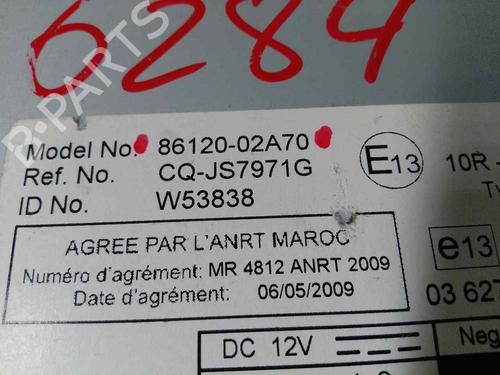 6284
B-PARTS
Model No. 86120-02A70
Ref. No. CQ-JS7971G
ID No. W53838
E13
10R -
AGREE PAR L'ANRT MAROC
Numéro d'agrément: MR 4812 ANRT 2009
Date d'agrément: 06/05/2009
e13
03 627
DC 12V
Neg